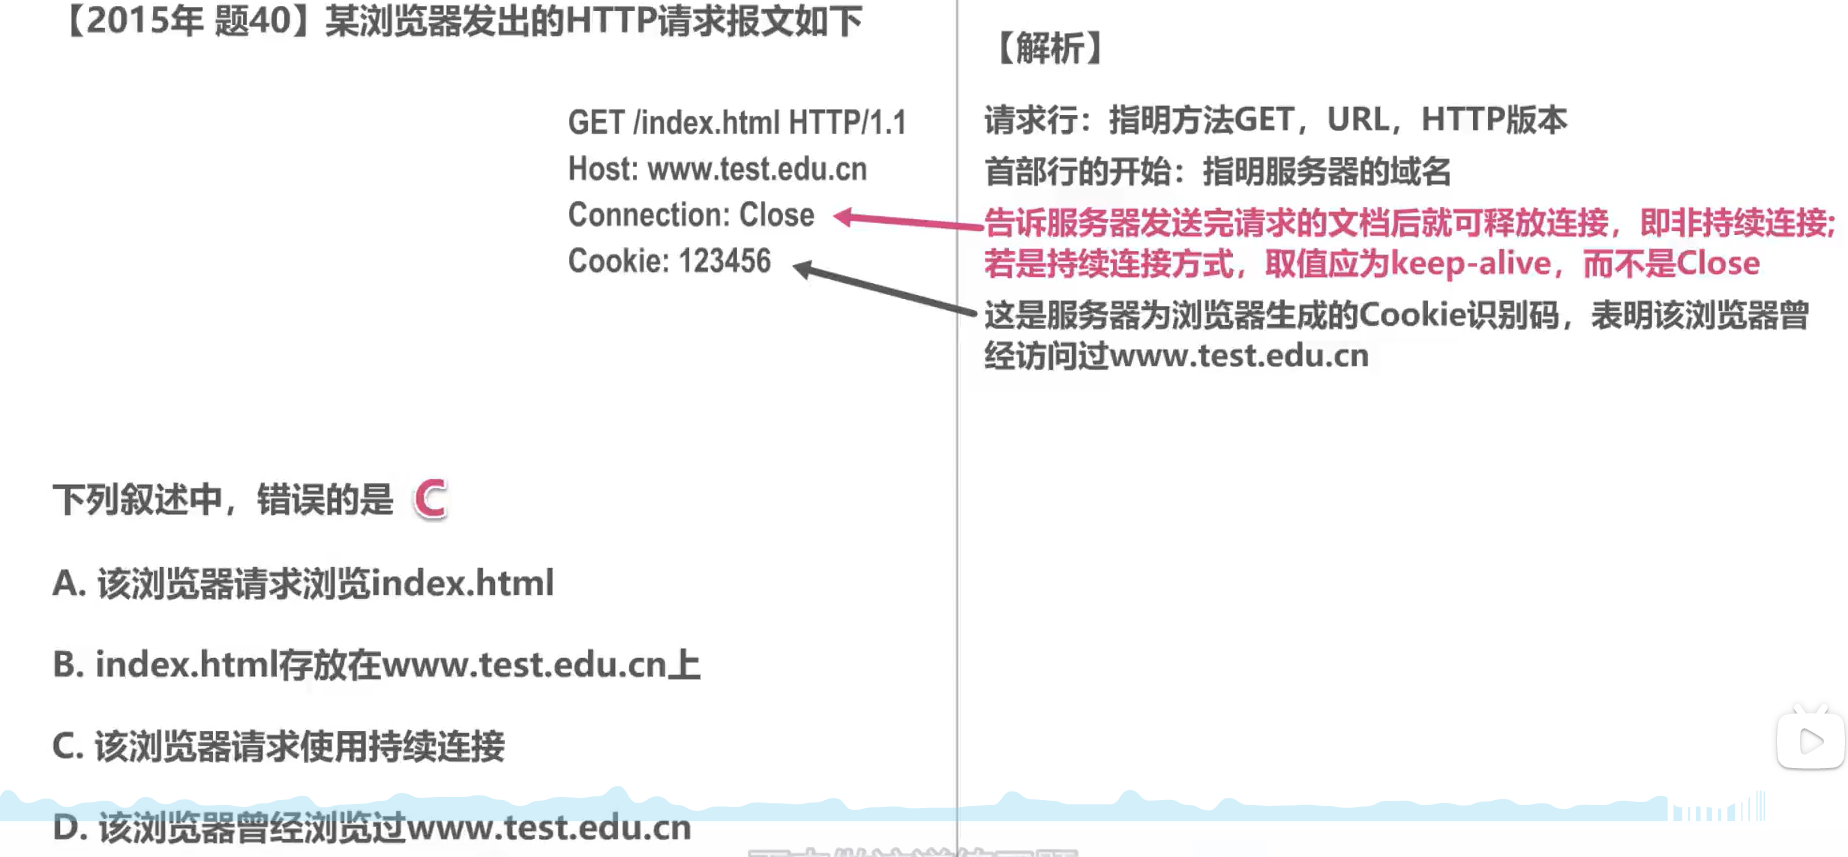 【2015年 题40】某浏览器发出的HTTP请求报文如下
GET /index.html HTTP/1.1
Host: www.test.edu.cn
Connection: Close
Cookie: 123456
下列叙述中，错误的是 C
A. 该浏览器请求浏览index.html
B. index.html存放在www.test.edu.cn上
C. 该浏览器请求使用持续连接
D. 该浏览器曾经浏览过www.test.edu.cn
【解析】
请求行：指明方法GET，URL，HTTP版本
首部行的开始：指明服务器的域名
告诉服务器发送完请求的文档后就可释放连接，即非持续连接;
若是持续连接方式，取值应为keep-alive，而不是Close
这是服务器为浏览器生成的Cookie识别码，表明该浏览器曾
经访问过www.test.edu.cn